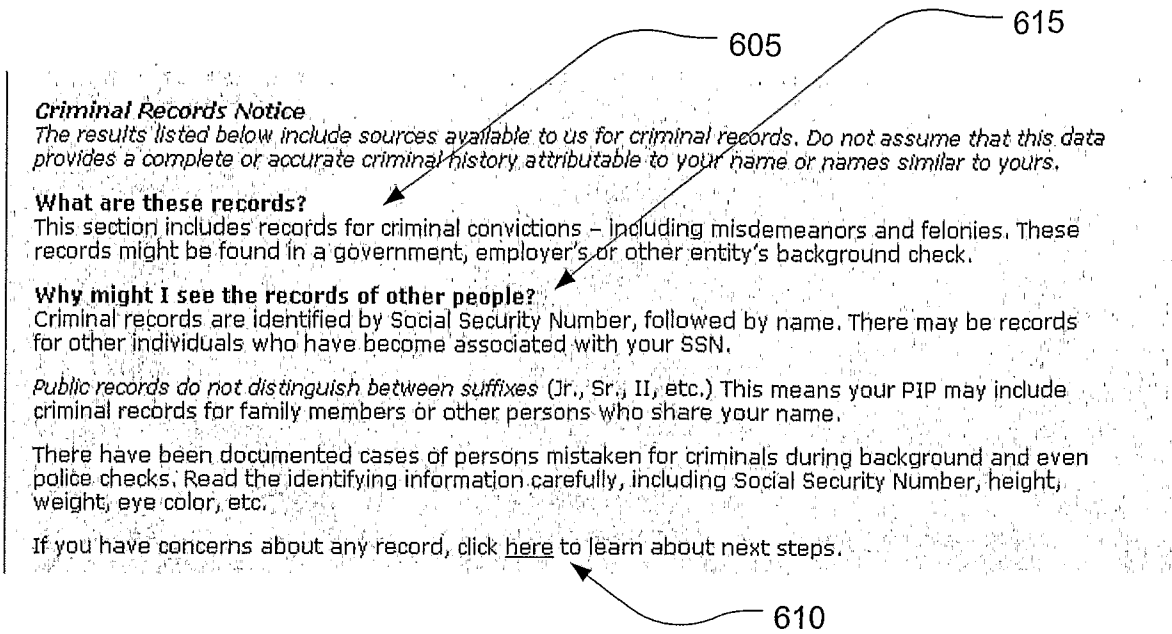 615
605
Criminal Records Notice
The results listed below include sources available to us for criminal records. Do not assume that this data
provides a complete or accurate criminal history attributable to your name or names similar to yours.
What are these records?
This section includes records for criminal convictions – including misdemeanors and felonies. These
records might be found in a government, employer's or other entity's background check.
Why might I see the records of other people?
Criminal records are identified by Social Security Number, followed by name. There may be records
for other individuals who have become associated with your SSN.
Public records do not distinguish between suffixes (Jr., Sr., II, etc.) This means your PIP may include
criminal records for family members or other persons who share your name.
There have been documented cases of persons mistaken for criminals during background and even
police checks. Read the identifying information carefully, including Social Security Number, height,
weight, eye color, etc.
If you have concerns about any record, click here to learn about next steps.
610